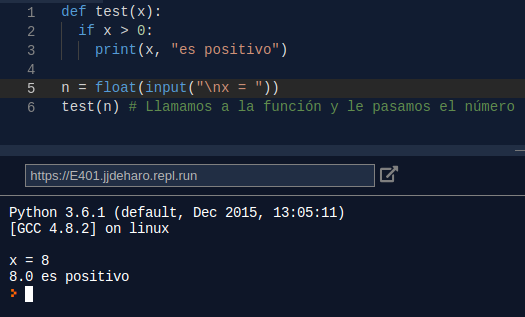 1 def test(x):
2 if x > 0:
3 print(x, "es positivo")
4
5 n = float(input("\nx = "))
6 test(n) # Llamamos a la función y le pasamos el número
https://E401.jjdeharo.repl.run
Python 3.6.1 (default, Dec 2015, 13:05:11)
[GCC 4.8.2] on linux
x = 8
8.0 es positivo